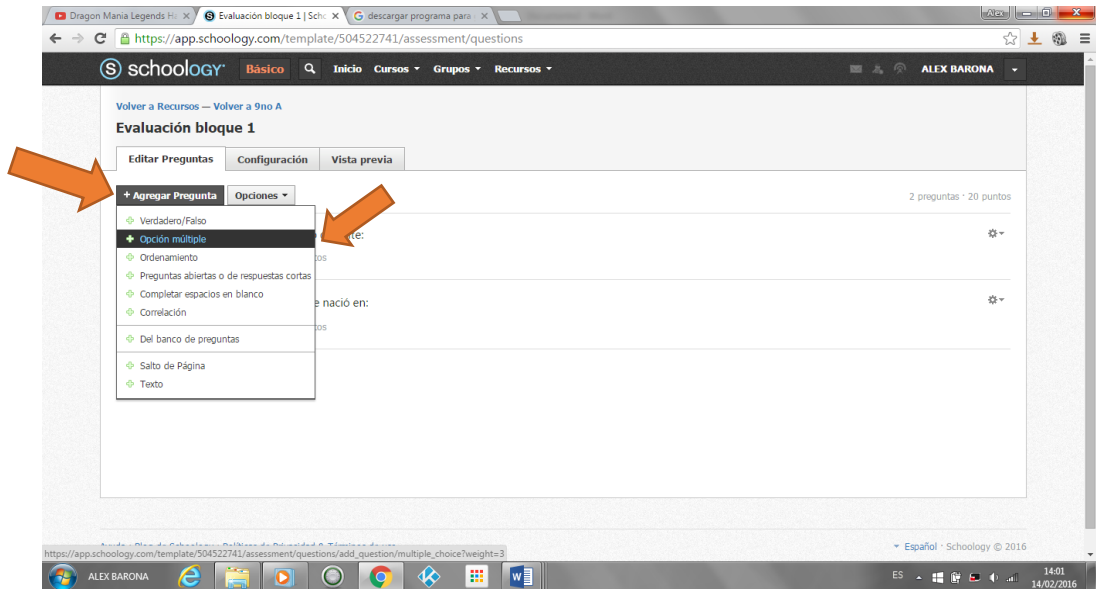 Dragon Mania Legends Ha
Evaluación bloque 1 | Scho
descargar programa para
Alex
https://app.schoology.com/template/504522741/assessment/questions
S schoology Básico Inicio Cursos Grupos Recursos ALEX BARONA
Volver a Recursos — Volver a 9no A
Evaluación bloque 1
Editar Preguntas Configuración Vista previa
+ Agregar Pregunta Opciones 2 preguntas · 20 puntos
Verdadero/Falso
Opción múltiple
Ordenamiento
Preguntas abiertas o de respuestas cortas
Completar espacios en blanco
Correlación
nació en:
Del banco de preguntas
Salto de Página
Texto
Español · Schoology © 2016
https://app.schoology.com/template/504522741/assessment/questions/add_question/multiple_choice?weight=3
ALEX BARONA ES 14:01
14/02/2016